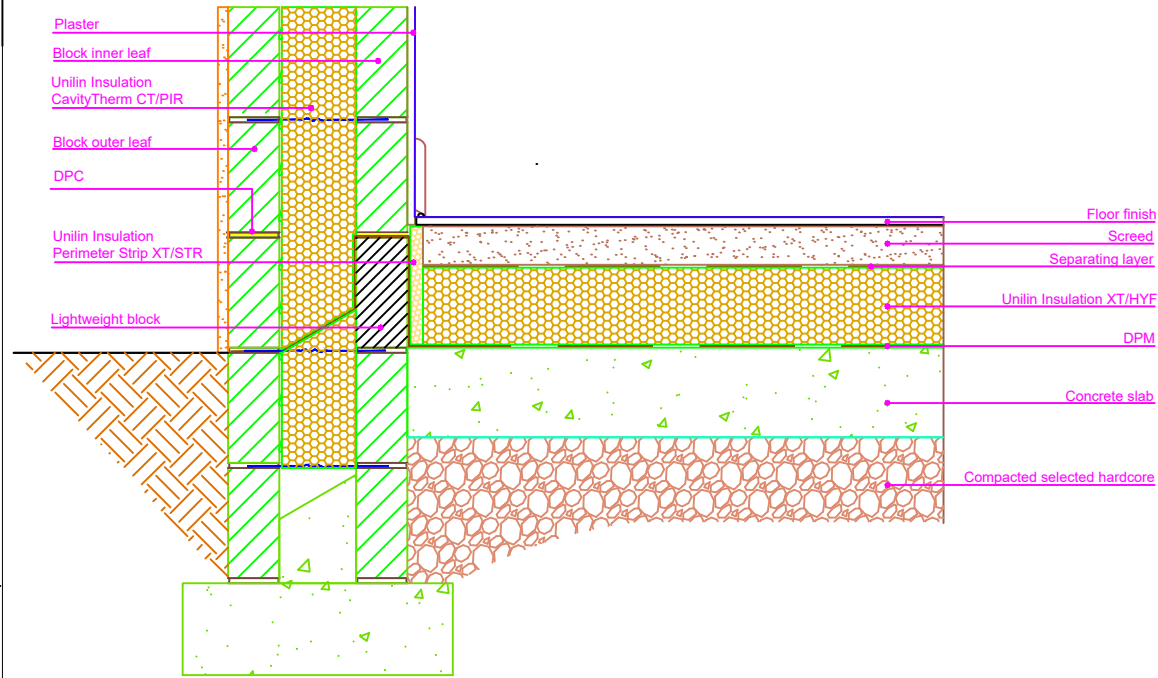 Plaster
Block inner leaf
Unilin Insulation
CavityTherm CT/PIR
Block outer leaf
DPC
Unilin Insulation
Perimeter Strip XT/STR
Lightweight block
Floor finish
Screed
Separating layer
Unilin Insulation XT/HYF
DPM
Concrete slab
Compacted selected hardcore